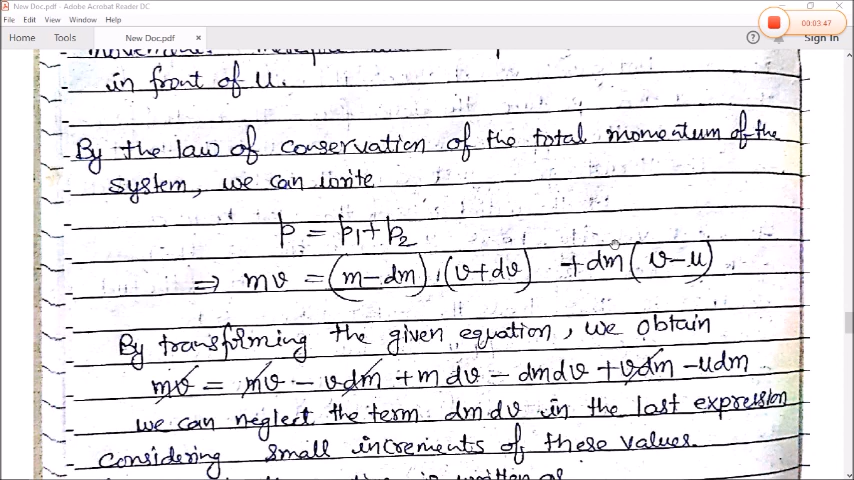 New Doc.pdf - Adobe Acrobat Reader DC
File Edit View Window Help
Home Tools New Doc.pdf ×
00:03:47
Sign In
in front of u.
By the law of conservation of the total momentum of the
system, we can write
p = p₁ + p₂
⇒ mv = (m-dm).(v+dv) + dm(v-u)
By transforming the given equation, we obtain
mv = mv - vdm + mdv - dmdv + vdm - udm
we can neglect the term dmdv in the last expression
considering small increments of these values.